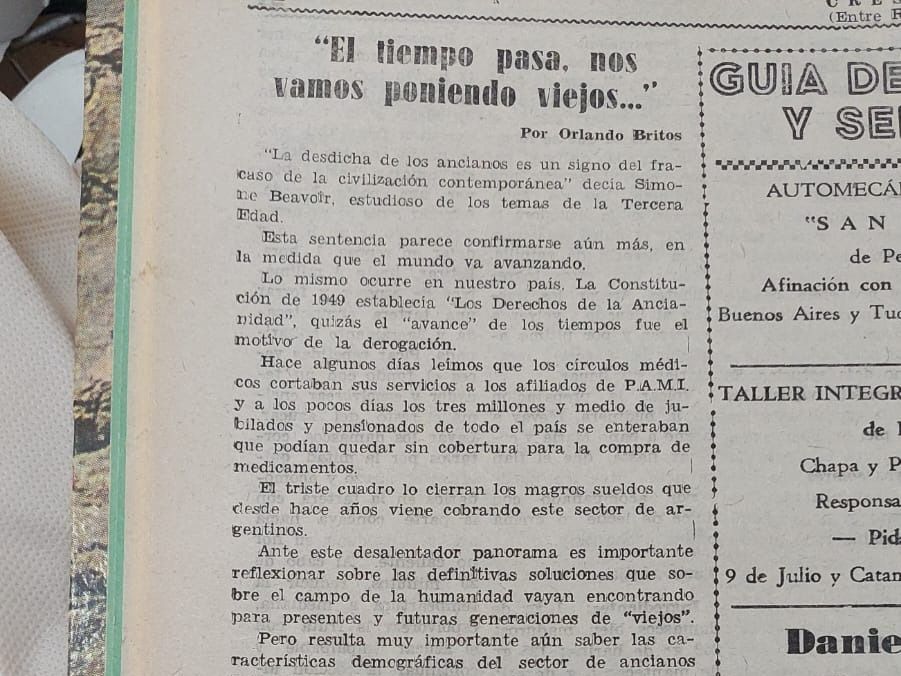 C R E S
(Entre R
"El tiempo pasa, nos
vamos poniendo viejos..."
Por Orlando Britos
"La desdicha de los ancianos es un signo del fra-
caso de la civilización contemporánea" decía Simo-
ne Beavoir, estudioso de los temas de la Tercera
Edad.
Esta sentencia parece confirmarse aún más, en
la medida que el mundo va avanzando.
Lo mismo ocurre en nuestro país. La Constitu-
ción de 1949 establecía "Los Derechos de la Ancia-
nidad", quizás el "avance" de los tiempos fue el
motivo de la derogación.
Hace algunos días leímos que los círculos médi-
cos cortaban sus servicios a los afiliados de P.A.M.I.
y a los pocos días los tres millones y medio de ju-
bilados y pensionados de todo el país se enteraban
que podían quedar sin cobertura para la compra de
medicamentos.
El triste cuadro lo cierran los magros sueldos que
desde hace años viene cobrando este sector de ar-
gentinos.
Ante este desalentador panorama es importante
reflexionar sobre las definitivas soluciones que so-
bre el campo de la humanidad vayan encontrando
para presentes y futuras generaciones de "viejos".
Pero resulta muy importante aún saber las ca-
racterísticas demográficas del sector de ancianos
GUIA DE
Y SE
AUTOMECÁ
"S A N
de Pe
Afinación con
Buenos Aires y Tuc
TALLER INTEGR
de
Chapa y P
Responsa
— Pid
9 de Julio y Catam
Danie